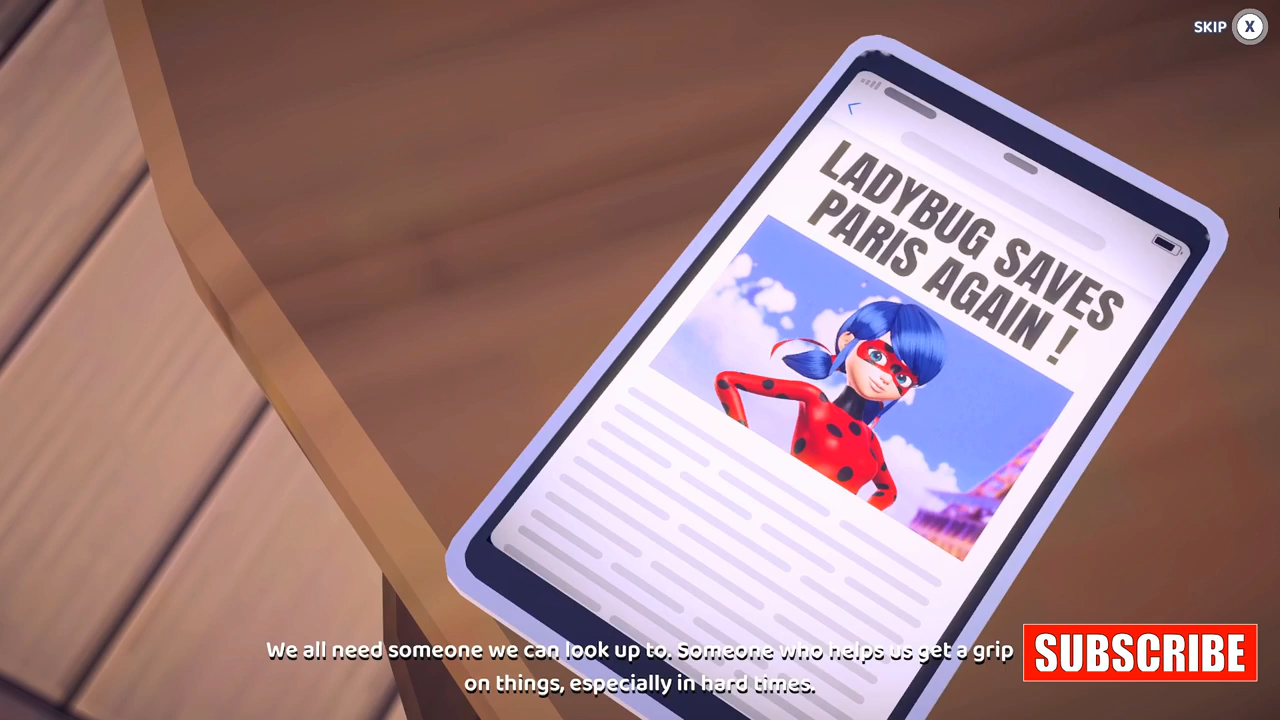 SKIP X
LADYBUG SAVES
PARIS AGAIN !
We all need someone we can look up to. Someone who helps us get a grip
on things, especially in hard times.
SUBSCRIBE